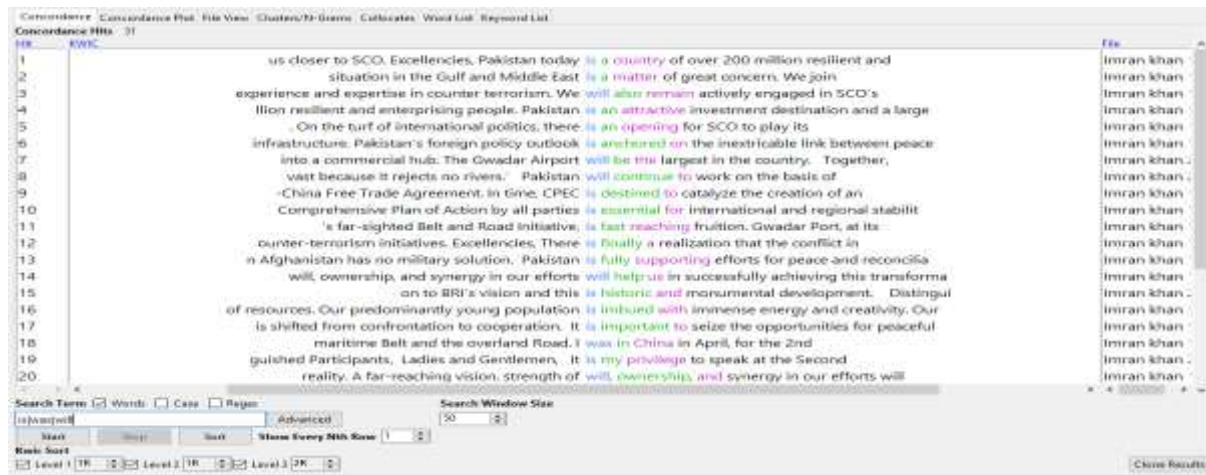 Concordance Concordance Plot File View Clusters/N-Grams Collocates Word List Keyword List
Concordance Hits 31
Hit KWIC File
1 us closer to SCO. Excellencies, Pakistan today is a country of over 200 million resilient and Imran khan
2 situation in the Gulf and Middle East is a matter of great concern. We join Imran khan
3 experience and expertise in counter terrorism. We will also remain actively engaged in SCO's Imran khan
4 llion resilient and enterprising people. Pakistan is an attractive investment destination and a large Imran khan
5 . On the turf of international politics, there is an opening for SCO to play its Imran khan
6 infrastructure. Pakistan's foreign policy outlook is anchored on the inextricable link between peace Imran khan
7 into a commercial hub. The Gwadar Airport will be the largest in the country. Together, Imran khan.
8 vast because it rejects no rivers.' Pakistan will continue to work on the basis of Imran khan.
9 -China Free Trade Agreement. In time, CPEC is destined to catalyze the creation of an Imran khan.
10 Comprehensive Plan of Action by all parties is essential for international and regional stabilit Imran khan
11 's far-sighted Belt and Road Initiative, is fast reaching fruition. Gwadar Port, at its Imran khan
12 ounter-terrorism initiatives. Excellencies, There is finally a realization that the conflict in Imran khan
13 n Afghanistan has no military solution. Pakistan is fully supporting efforts for peace and reconcilia Imran khan
14 will, ownership, and synergy in our efforts will help us in successfully achieving this transforma Imran khan.
15 on to BRI's vision and this is historic and monumental development. Distingui Imran khan.
16 of resources. Our predominantly young population is imbued with immense energy and creativity. Our Imran khan
17 is shifted from confrontation to cooperation. It is important to seize the opportunities for peaceful Imran khan
18 maritime Belt and the overland Road. I was in China in April, for the 2nd Imran khan
19 guished Participants, Ladies and Gentlemen, It is my privilege to speak at the Second Imran khan.
20 reality. A far-reaching vision, strength of will, ownership, and synergy in our efforts will Imran khan.
Search Term Words Case Regex Search Window Size
is|was|will Advanced 50
Start Stop Sort Show Every Nth Row 1
Kwic Sort
Level 1 1R Level 2 1R Level 3 2R Clone Results